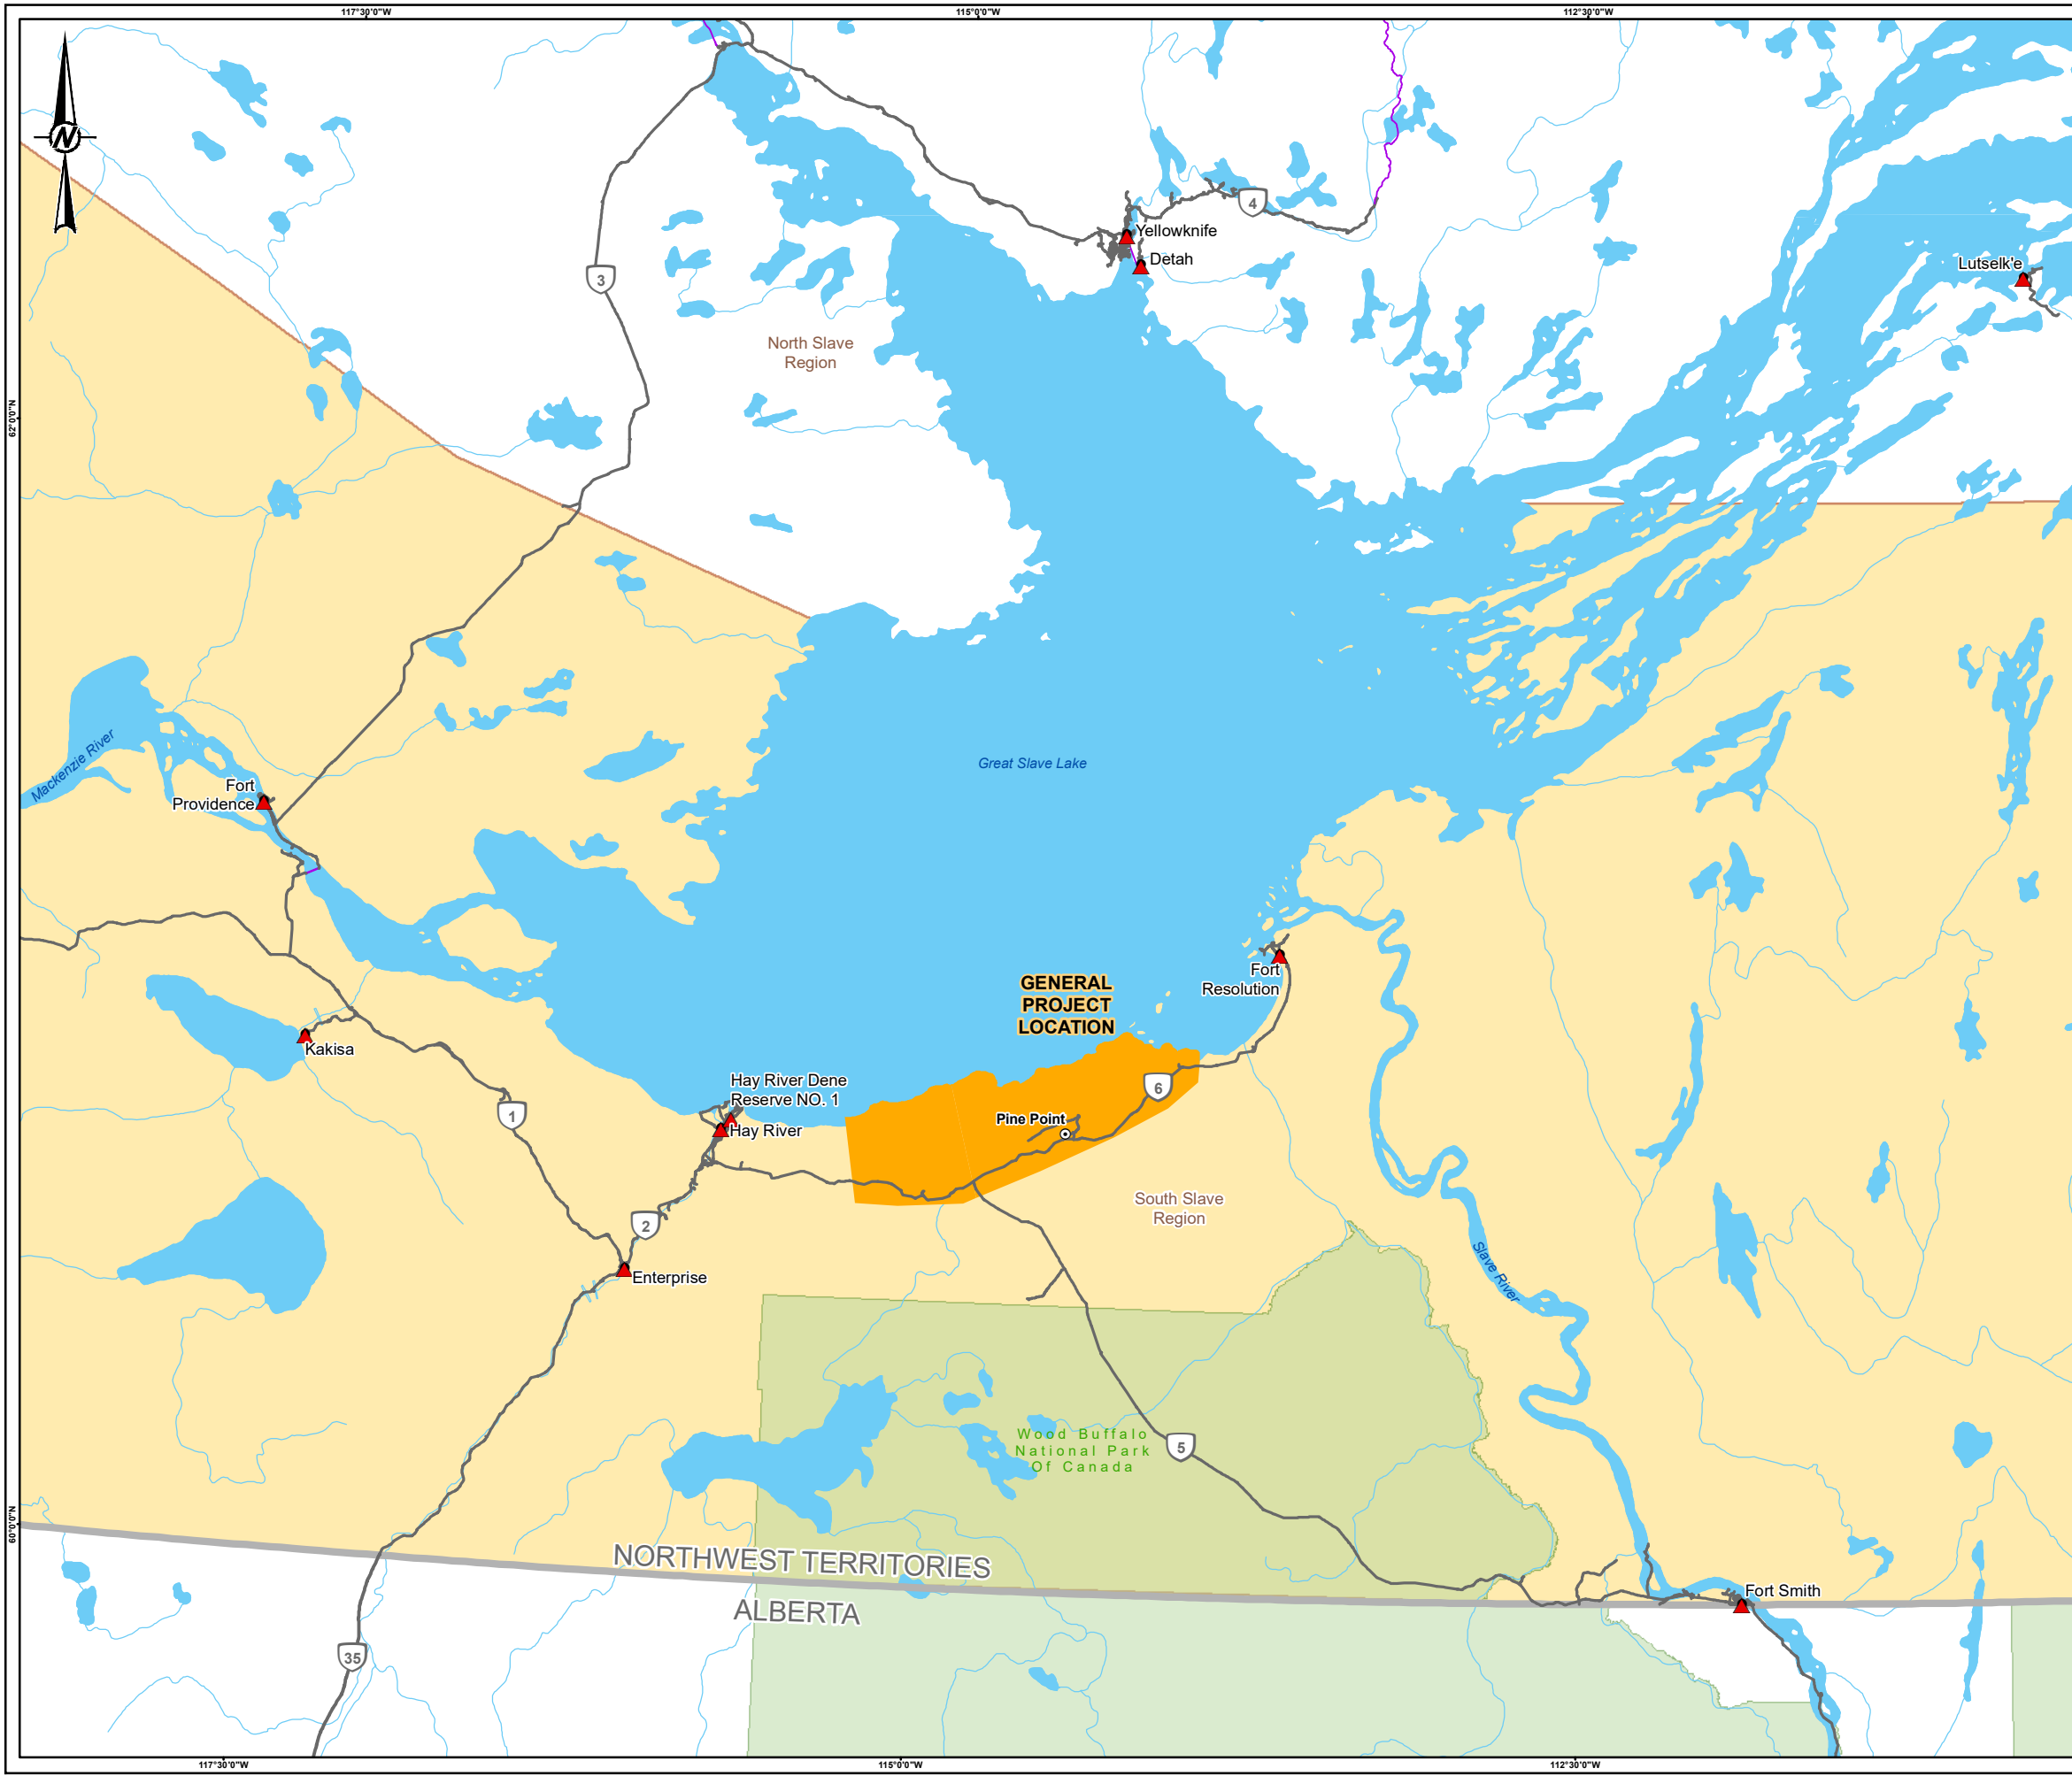 117°30'0"W
115°0'0"W
112°30'0"W
N
4
Yellowknife
Detah
Lutselk'e
3
North Slave
Region
62°0'0"N
Mackenzie River
Great Slave Lake
Fort
Providence
Fort
Resolution
GENERAL
PROJECT
LOCATION
Kakisa
Hay River Dene
Reserve NO. 1
Hay River
1
6
Pine Point
2
South Slave
Region
Enterprise
Slave River
Wood Buffalo
National Park
Of Canada
5
60°0'0"N
NORTHWEST TERRITORIES
ALBERTA
Fort Smith
35
117°30'0"W
115°0'0"W
112°30'0"W